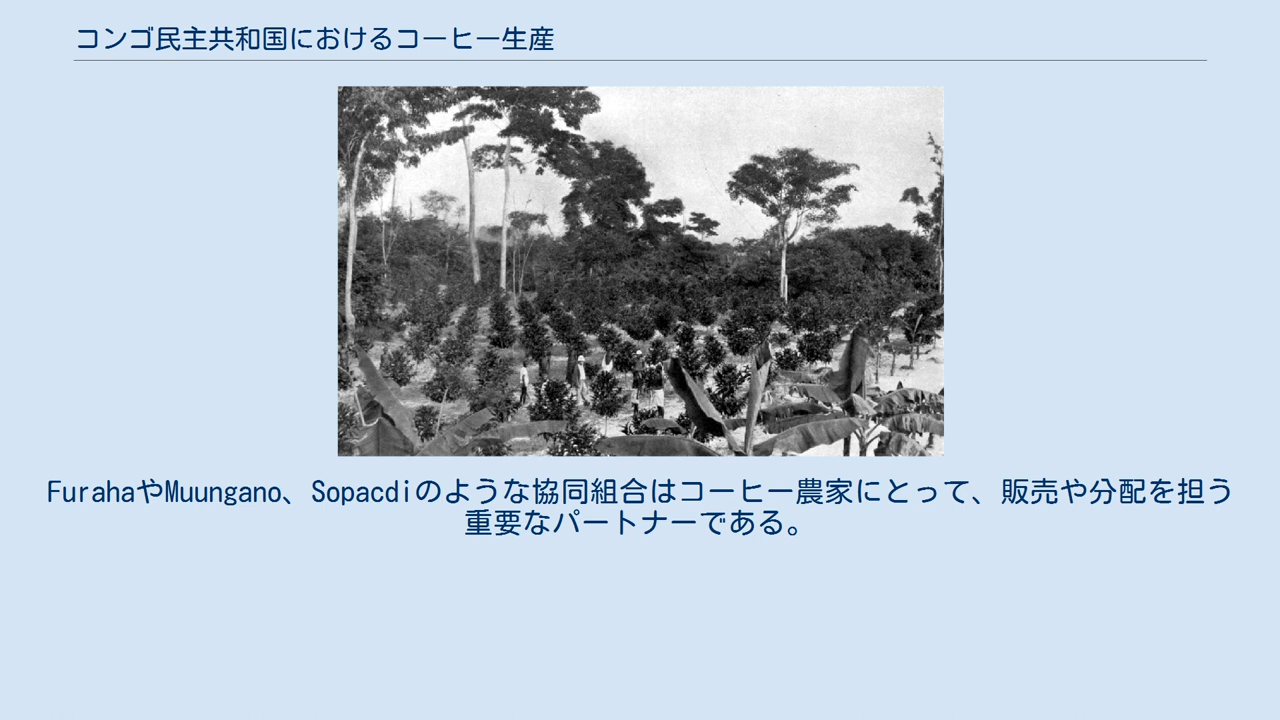 コンゴ民主共和国におけるコーヒー生産
FurahaやMuungano、Sopacdiのような協同組合はコーヒー農家にとって、販売や分配を担う
重要なパートナーである。